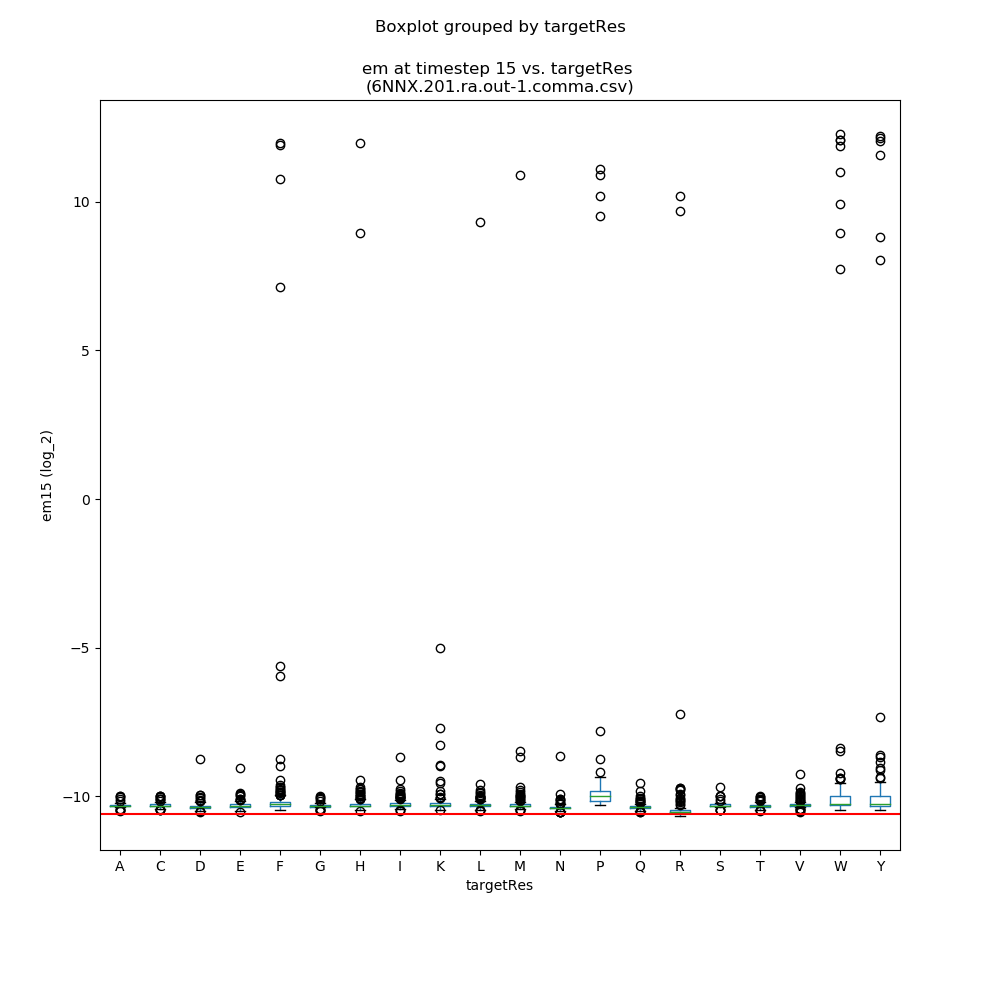 Boxplot grouped by targetRes
em at timestep 15 vs. targetRes
(6NNX.201.ra.out-1.comma.csv)
10
5
0
−5
−10
em15 (log_2)
A C D E F G H I K L M N P Q R S T V W Y
targetRes